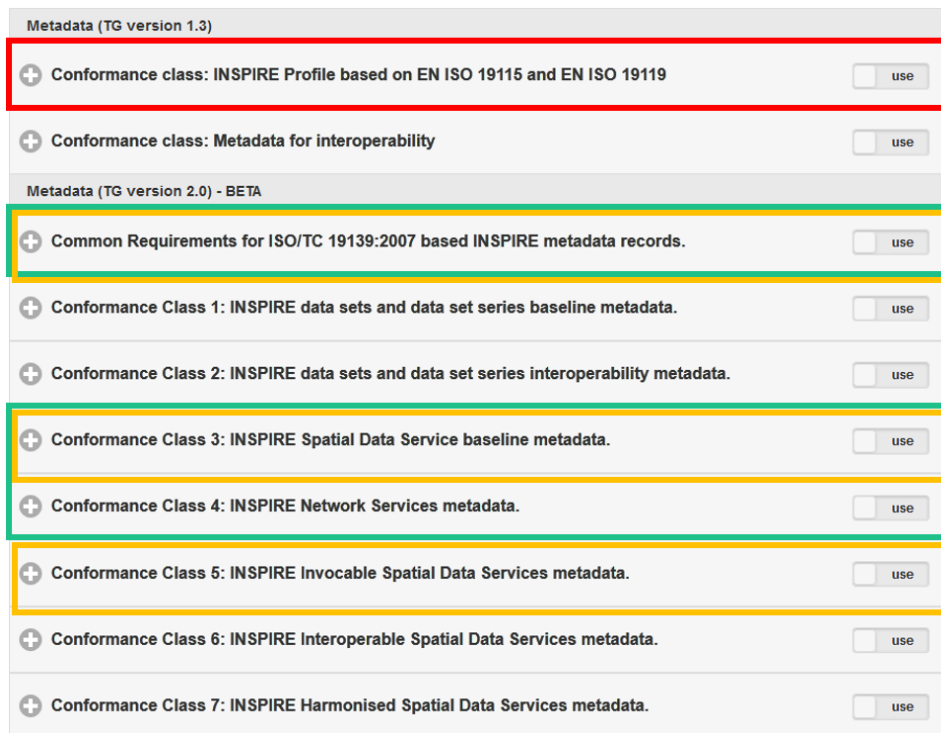 Metadata (TG version 1.3)
Conformance class: INSPIRE Profile based on EN ISO 19115 and EN ISO 19119 use
Conformance class: Metadata for interoperability use
Metadata (TG version 2.0) - BETA
Common Requirements for ISO/TC 19139:2007 based INSPIRE metadata records. use
Conformance Class 1: INSPIRE data sets and data set series baseline metadata. use
Conformance Class 2: INSPIRE data sets and data set series interoperability metadata. use
Conformance Class 3: INSPIRE Spatial Data Service baseline metadata. use
Conformance Class 4: INSPIRE Network Services metadata. use
Conformance Class 5: INSPIRE Invocable Spatial Data Services metadata. use
Conformance Class 6: INSPIRE Interoperable Spatial Data Services metadata. use
Conformance Class 7: INSPIRE Harmonised Spatial Data Services metadata. use